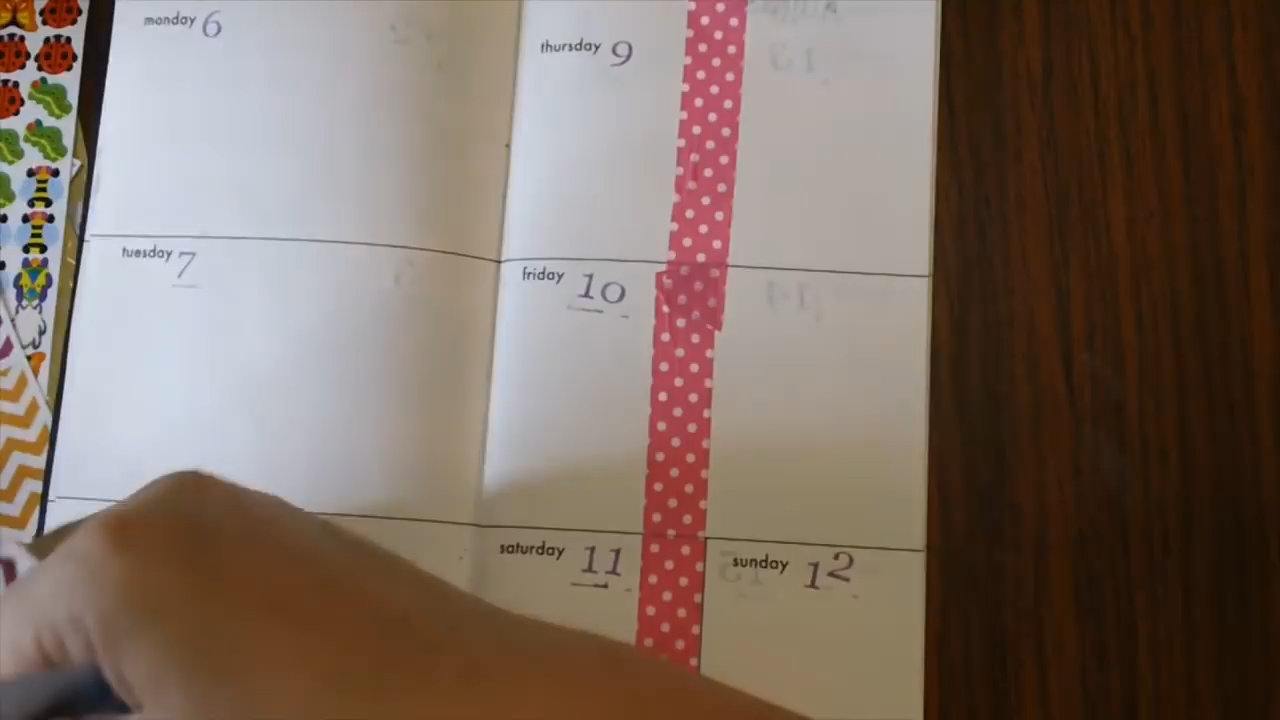 monday 6
thursday 9
tuesday 7
friday 10
saturday 11
sunday 12